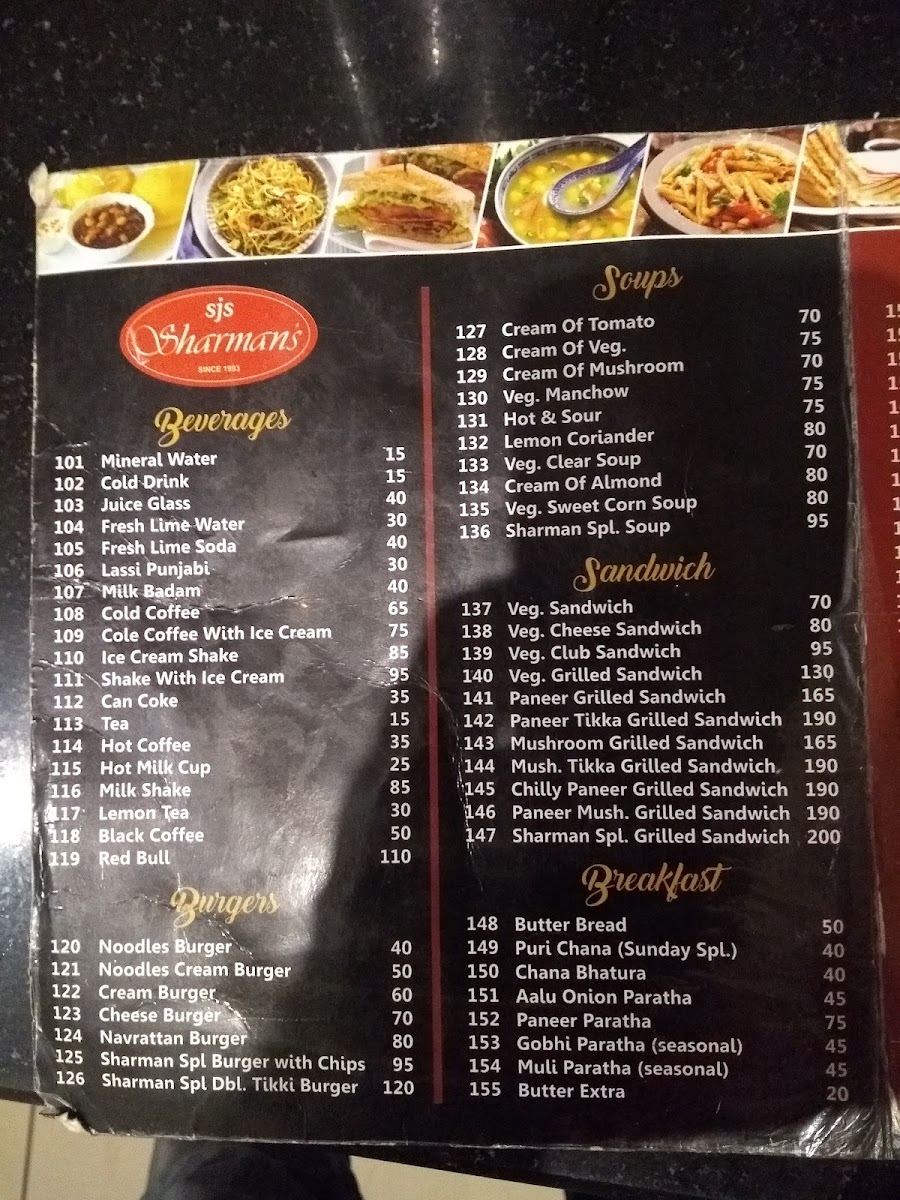 sjs
Sharman's
SINCE 1993
Beverages
101 Mineral Water 15
102 Cold Drink 15
103 Juice Glass 40
104 Fresh Lime Water 30
105 Fresh Lime Soda 40
106 Lassi Punjabi 30
107 Milk Badam 40
108 Cold Coffee 65
109 Cole Coffee With Ice Cream 75
110 Ice Cream Shake 85
111 Shake With Ice Cream 95
112 Can Coke 35
113 Tea 15
114 Hot Coffee 35
115 Hot Milk Cup 25
116 Milk Shake 85
117 Lemon Tea 30
118 Black Coffee 50
119 Red Bull 110
Burgers
120 Noodles Burger 40
121 Noodles Cream Burger 50
122 Cream Burger 60
123 Cheese Burger 70
124 Navrattan Burger 80
125 Sharman Spl Burger with Chips 95
126 Sharman Spl Dbl. Tikki Burger 120
Soups
127 Cream Of Tomato 70
128 Cream Of Veg. 75
129 Cream Of Mushroom 70
130 Veg. Manchow 75
131 Hot & Sour 75
132 Lemon Coriander 80
133 Veg. Clear Soup 70
134 Cream Of Almond 80
135 Veg. Sweet Corn Soup 80
136 Sharman Spl. Soup 95
Sandwich
137 Veg. Sandwich 70
138 Veg. Cheese Sandwich 80
139 Veg. Club Sandwich 95
140 Veg. Grilled Sandwich 130
141 Paneer Grilled Sandwich 165
142 Paneer Tikka Grilled Sandwich 190
143 Mushroom Grilled Sandwich 165
144 Mush. Tikka Grilled Sandwich 190
145 Chilly Paneer Grilled Sandwich 190
146 Paneer Mush. Grilled Sandwich 190
147 Sharman Spl. Grilled Sandwich 200
Breakfast
148 Butter Bread 50
149 Puri Chana (Sunday Spl.) 40
150 Chana Bhatura 40
151 Aalu Onion Paratha 45
152 Paneer Paratha 75
153 Gobhi Paratha (seasonal) 45
154 Muli Paratha (seasonal) 45
155 Butter Extra 20